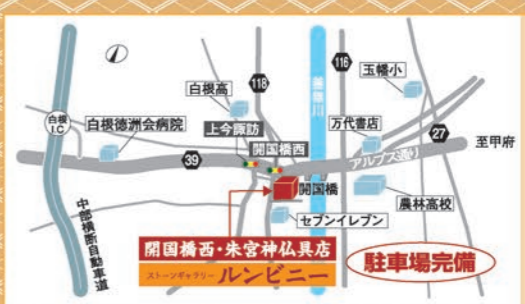 118
116
玉幡小
白根高
釜無川
白根
I.C
白根徳洲会病院
上今諏訪
開国橋西
万代書店
27
至甲府
39
アルプス通り
開国橋
農林高校
セブンイレブン
中部横断自動車道
開国橋西・朱宮神仏具店
ストーンギャラリー ルンビニー
駐車場完備